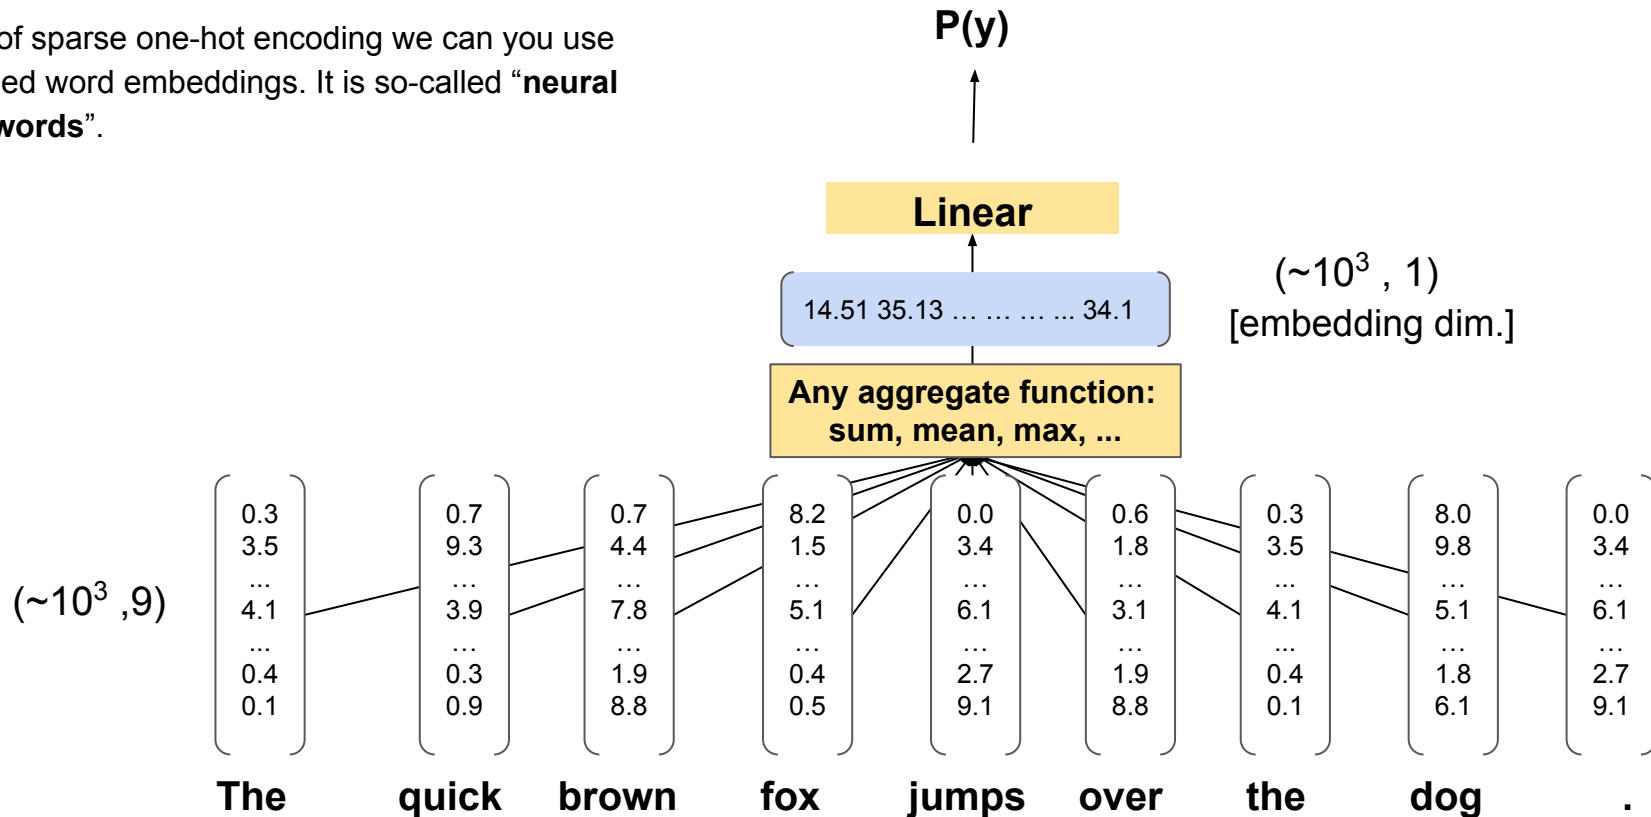 of sparse one-hot encoding we can you use
ed word embeddings. It is so-called “neural
words”.
P(y)
Linear
14.51 35.13 … … … ... 34.1
(~10³ , 1)
[embedding dim.]
Any aggregate function:
sum, mean, max, ...
0.3 0.7 0.7 8.2 0.0 0.6 0.3 8.0 0.0
3.5 9.3 4.4 1.5 3.4 1.8 3.5 9.8 3.4
... … … … … … ... … …
(~10³ ,9) 4.1 3.9 7.8 5.1 6.1 3.1 4.1 5.1 6.1
... … … … … … ... … …
0.4 0.3 1.9 0.4 2.7 1.9 0.4 1.8 2.7
0.1 0.9 8.8 0.5 9.1 8.8 0.1 6.1 9.1
The quick brown fox jumps over the dog .